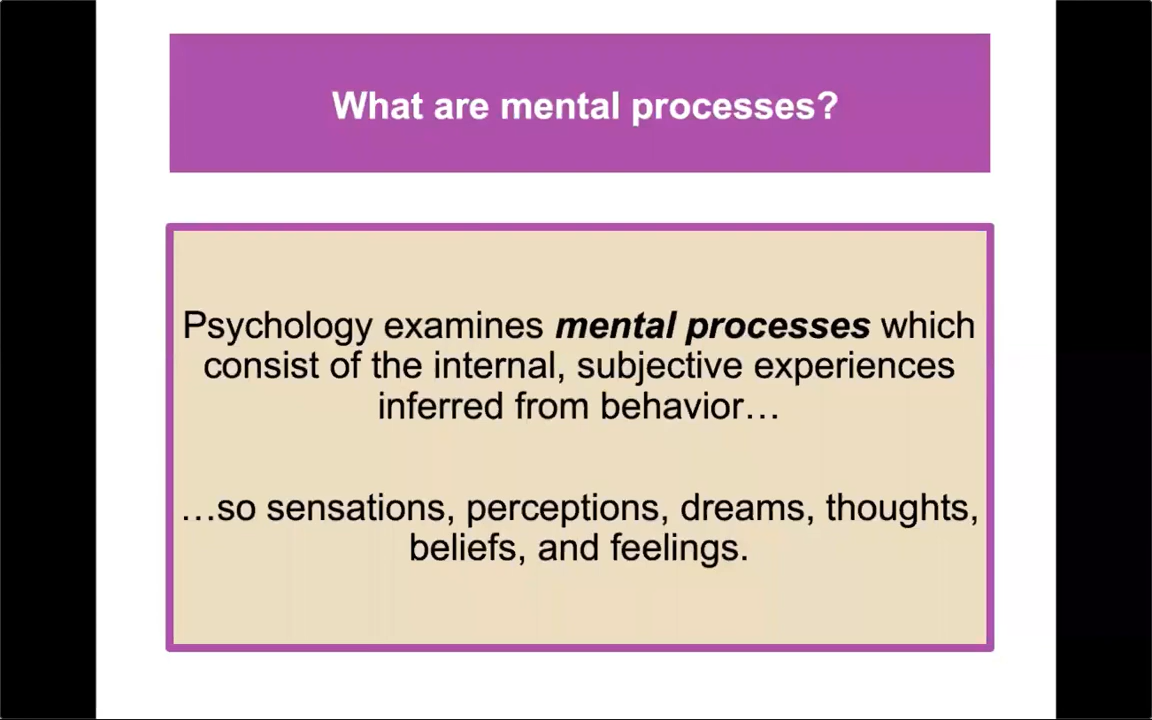 What are mental processes?
Psychology examines mental processes which
consist of the internal, subjective experiences
inferred from behavior…
…so sensations, perceptions, dreams, thoughts,
beliefs, and feelings.